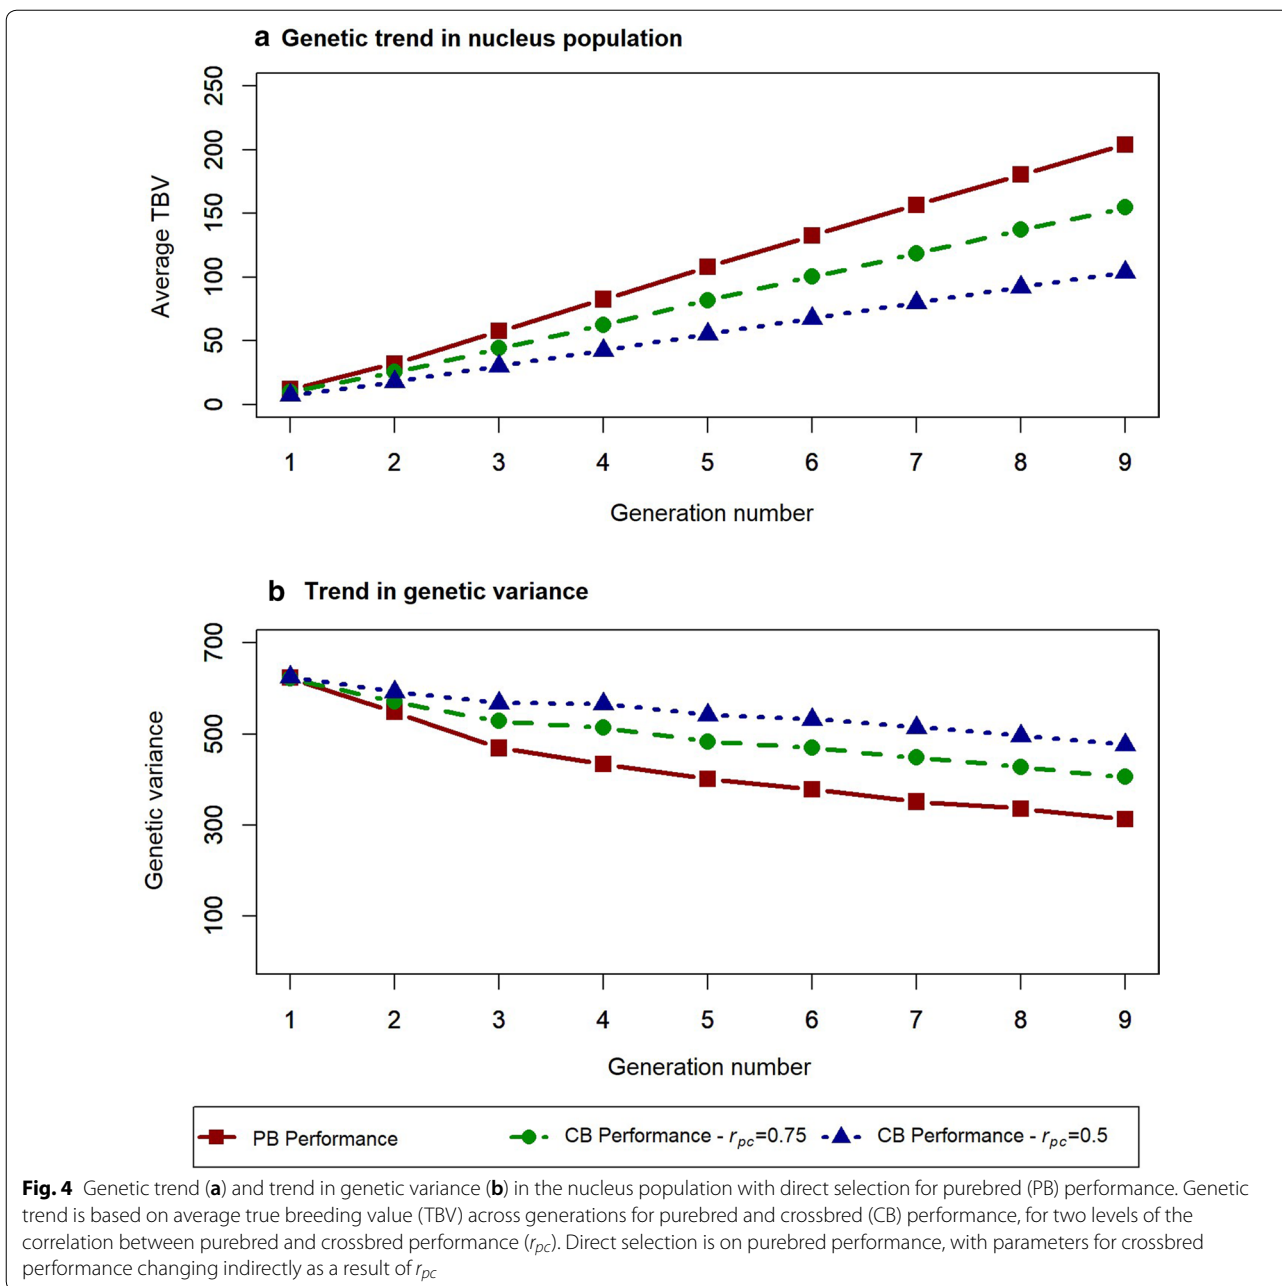 a Genetic trend in nucleus population
250
200
150
100
50
0
Average TBV
1 2 3 4 5 6 7 8 9
Generation number
b Trend in genetic variance
700
500
300
100
Genetic variance
1 2 3 4 5 6 7 8 9
Generation number
PB Performance CB Performance - rpc=0.75 CB Performance - rpc=0.5
Fig. 4 Genetic trend (a) and trend in genetic variance (b) in the nucleus population with direct selection for purebred (PB) performance. Genetic
trend is based on average true breeding value (TBV) across generations for purebred and crossbred (CB) performance, for two levels of the
correlation between purebred and crossbred performance (rpc). Direct selection is on purebred performance, with parameters for crossbred
performance changing indirectly as a result of rpc